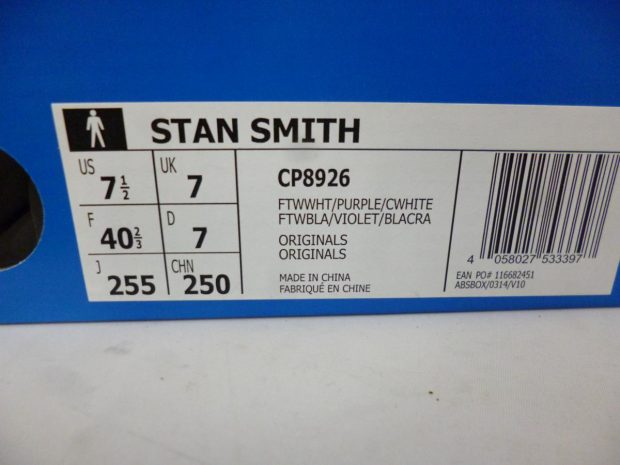 STAN SMITH
US 7 1/2 UK 7
F 40 2/3 D 7
J 255 CHN 250
CP8926
FTWWHT/PURPLE/CWHITE
FTWBLA/VIOLET/BLACRA
ORIGINALS
ORIGINALS
MADE IN CHINA
FABRIQUÉ EN CHINE
4 058027 533397
EAN PO# 116682451
ABSBOX/0314/V10